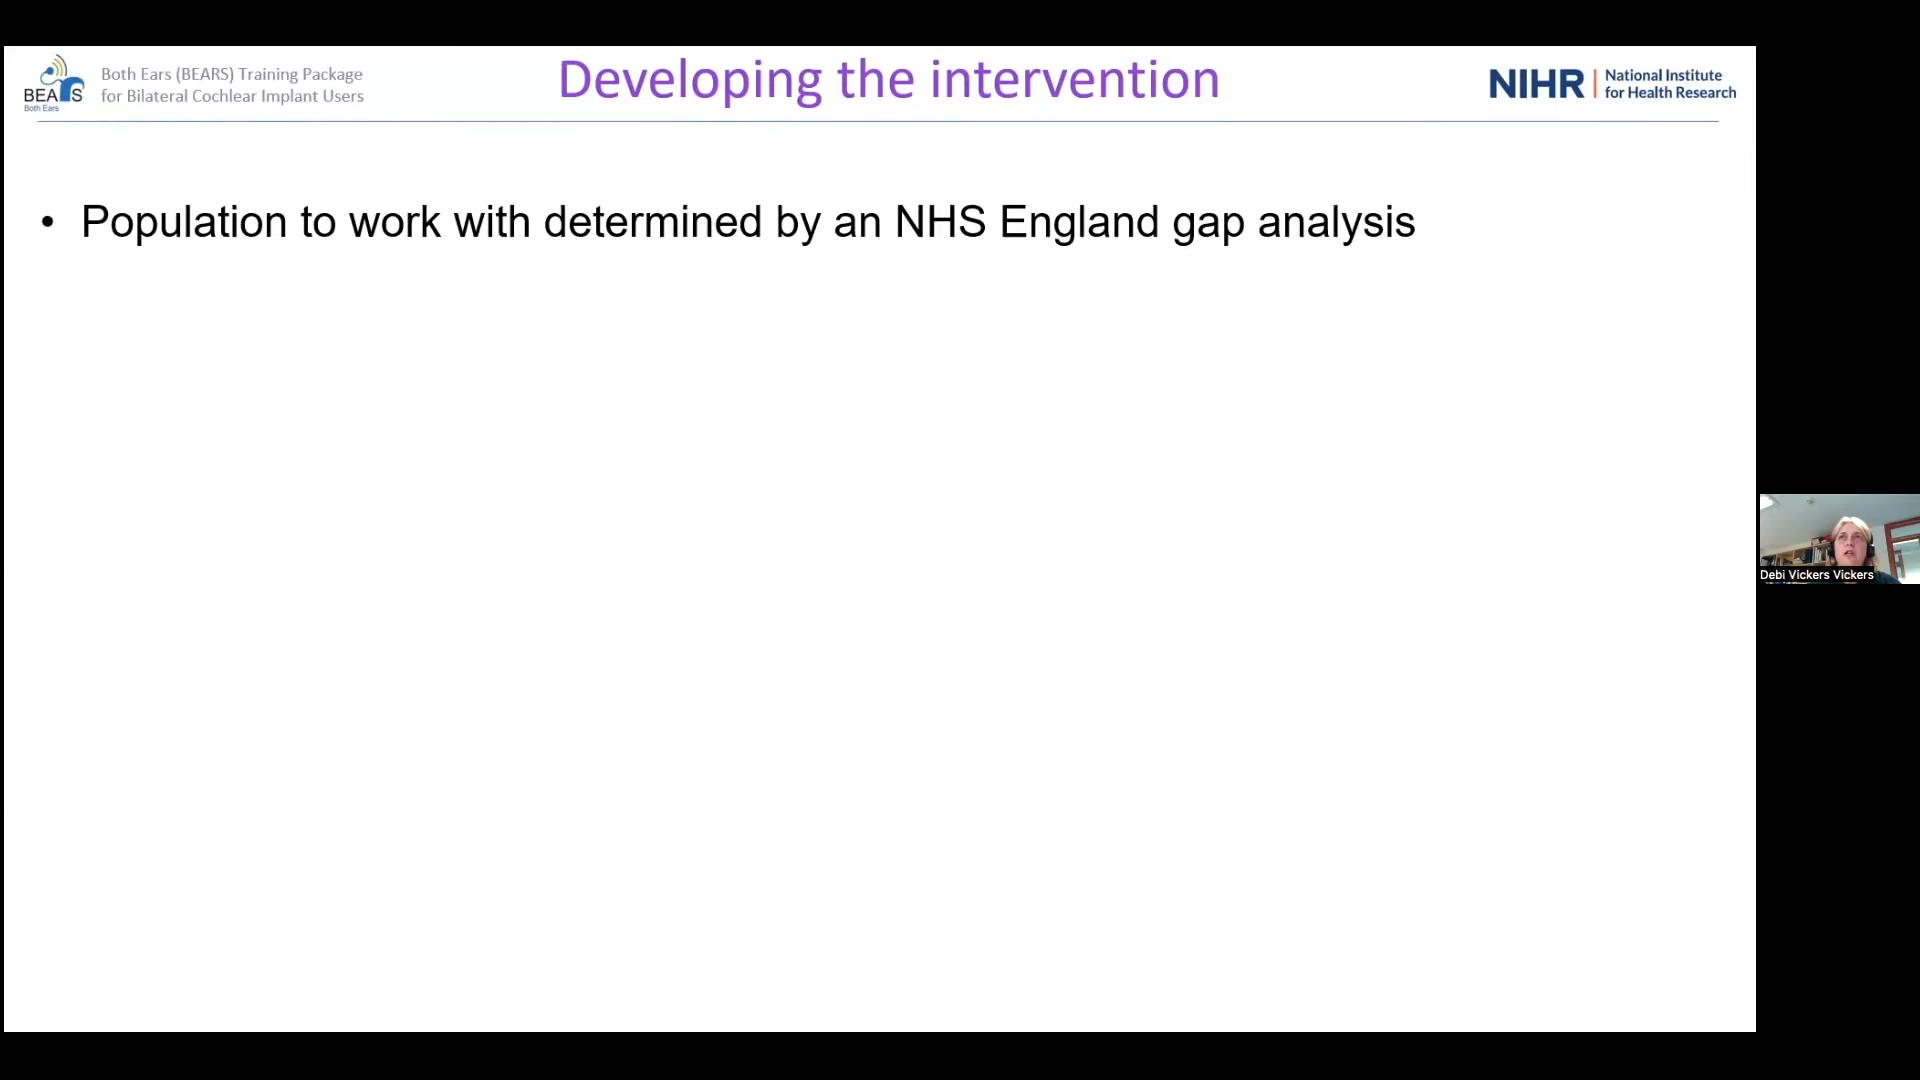 BEARS
Both Ears
Both Ears (BEARS) Training Package
for Bilateral Cochlear Implant Users
Developing the intervention
NIHR
National Institute
for Health Research
• Population to work with determined by an NHS England gap analysis
Debi Vickers Vickers